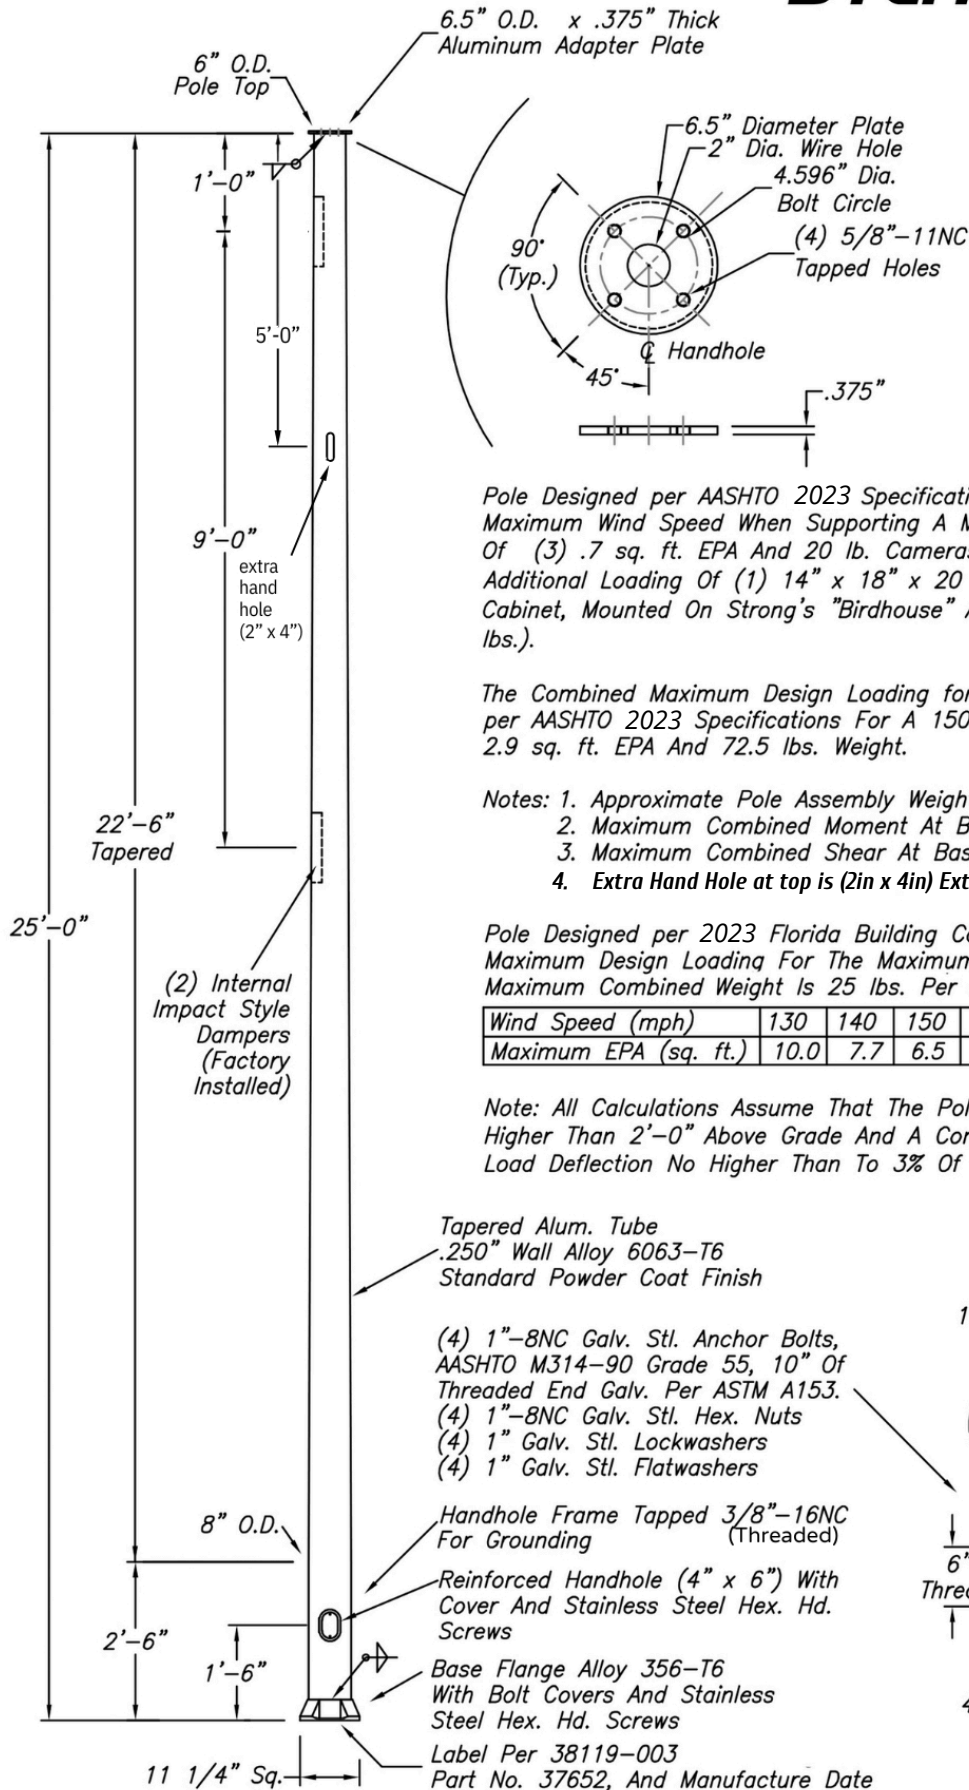 6.5" O.D. x .375" Thick
Aluminum Adapter Plate
6" O.D.
Pole Top
6.5" Diameter Plate
2" Dia. Wire Hole
4.596" Dia.
Bolt Circle
(4) 5/8"-11NC
Tapped Holes
90°
(Typ.)
℄ Handhole
45°
.375"
1'-0"
5'-0"
9'-0"
extra
hand
hole
(2" x 4")
Pole Designed per AASHTO 2023
Maximum Wind Speed When Supporting A
Of (3) .7 sq. ft. EPA And 20 lb.
Additional Loading Of (1) 14" x 18" x 20
Cabinet, Mounted On Strong's "Birdhouse"
lbs.).
The Combined Maximum Design Loading for
per AASHTO 2023 Specifications For A 150
2.9 sq. ft. EPA And 72.5 lbs. Weight.
Notes: 1. Approximate Pole Assembly
2. Maximum Combined Moment At
3. Maximum Combined Shear At
4. Extra Hand Hole at top is (2in x 4in)
22'-6"
Tapered
25'-0"
Pole Designed per 2023 Florida Building
Maximum Design Loading For The
Maximum Combined Weight Is 25 lbs. Per
Wind Speed (mph) 130 140 150
Maximum EPA (sq. ft.) 10.0 7.7 6.5
(2) Internal
Impact Style
Dampers
(Factory
Installed)
Note: All Calculations Assume That The
Higher Than 2'-0" Above Grade And A
Load Deflection No Higher Than To 3% Of
Tapered Alum. Tube
.250" Wall Alloy 6063-T6
Standard Powder Coat Finish
(4) 1"-8NC Galv. Stl. Anchor Bolts,
AASHTO M314-90 Grade 55, 10" Of
Threaded End Galv. Per ASTM A153.
(4) 1"-8NC Galv. Stl. Hex. Nuts
(4) 1" Galv. Stl. Lockwashers
(4) 1" Galv. Stl. Flatwashers
8" O.D.
Handhole Frame Tapped 3/8"-16NC
For Grounding (Threaded)
6"
Reinforced Handhole (4" x 6") With
Cover And Stainless Steel Hex. Hd.
Screws
2'-6"
1'-6"
Base Flange Alloy 356-T6
With Bolt Covers And Stainless
Steel Hex. Hd. Screws
Label Per 38119-003
Part No. 37652, And Manufacture Date
11 1/4" Sq.